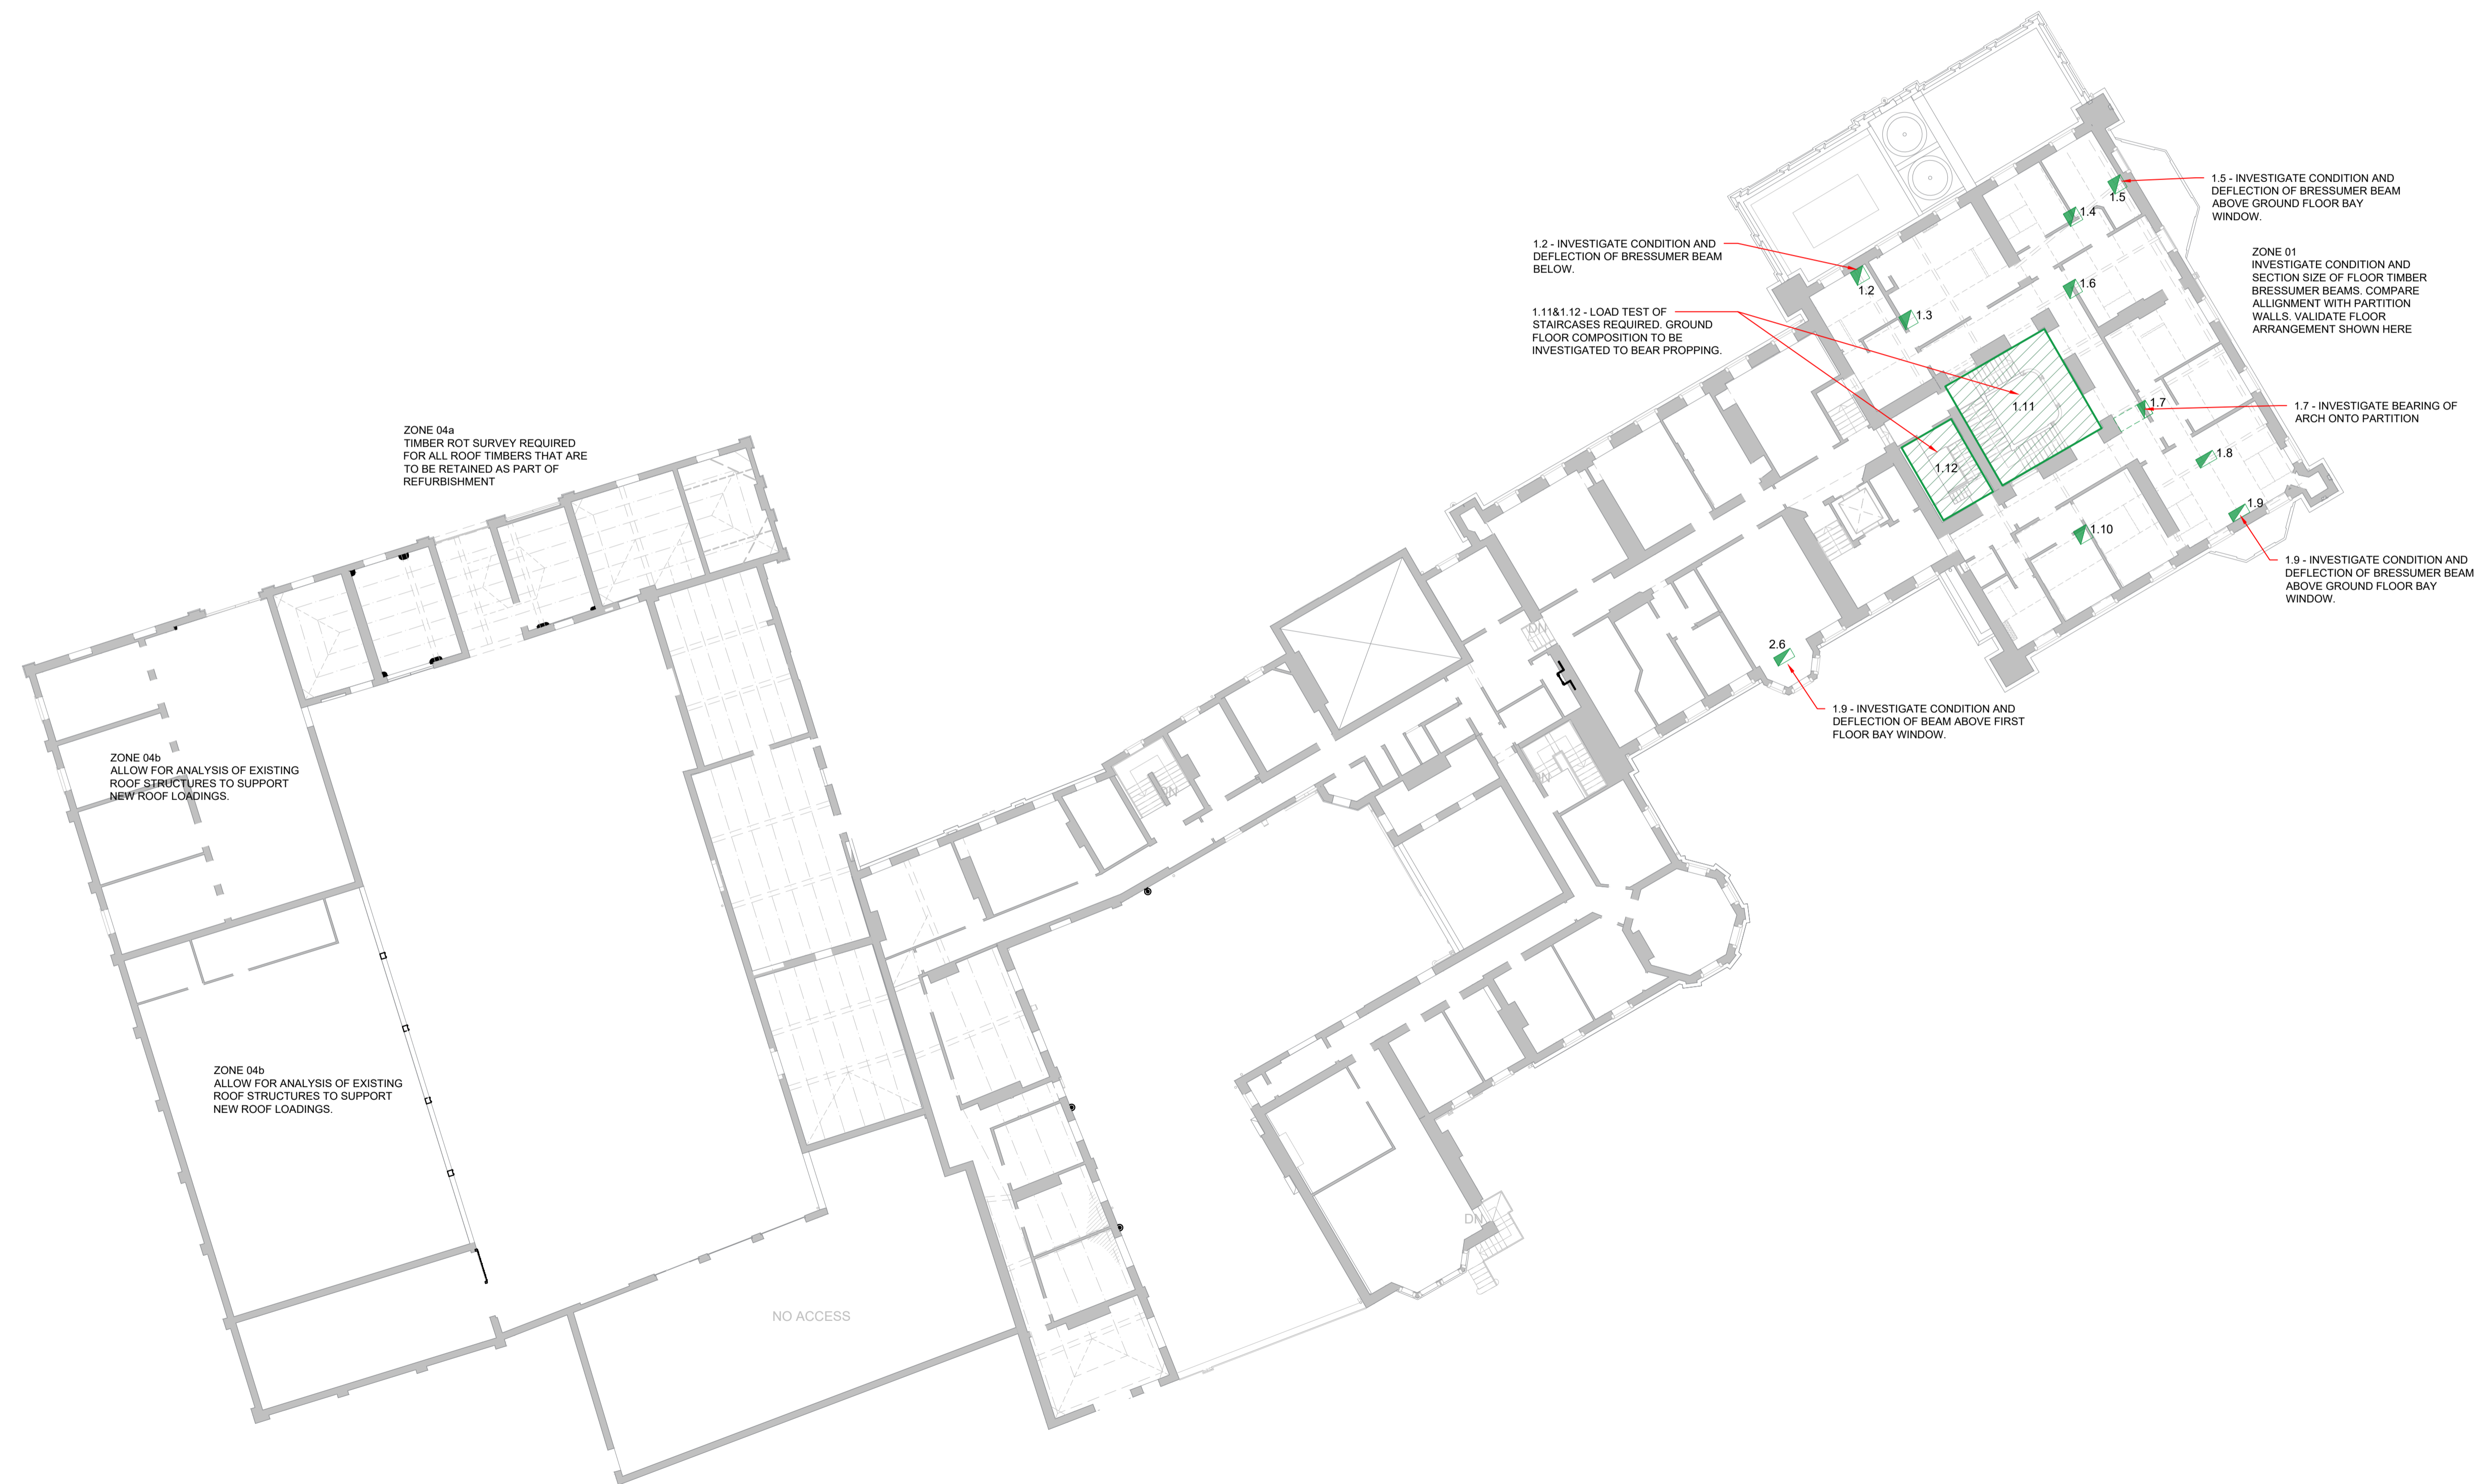 1.5 - INVESTIGATE CONDITION AND
DEFLECTION OF BRESSUMER BEAM
ABOVE GROUND FLOOR BAY
WINDOW.
1.5
1.4
1.2 - INVESTIGATE CONDITION AND
DEFLECTION OF BRESSUMER BEAM
BELOW.
1.2
1.3
1.6
ZONE 01
INVESTIGATE CONDITION AND
SECTION SIZE OF FLOOR TIMBER
BRESSUMER BEAMS. COMPARE
ALLIGNMENT WITH PARTITION
WALLS. VALIDATE FLOOR
ARRANGEMENT SHOWN HERE
1.11&1.12 - LOAD TEST OF
STAIRCASES REQUIRED. GROUND
FLOOR COMPOSITION TO BE
INVESTIGATED TO BEAR PROPPING.
1.11
1.12
1.7
1.7 - INVESTIGATE BEARING OF
ARCH ONTO PARTITION
1.8
1.9
1.10
1.9 - INVESTIGATE CONDITION AND
DEFLECTION OF BRESSUMER BEAM
ABOVE GROUND FLOOR BAY
WINDOW.
ZONE 04a
TIMBER ROT SURVEY REQUIRED
FOR ALL ROOF TIMBERS THAT ARE
TO BE RETAINED AS PART OF
REFURBISHMENT
DN
2.6
1.9 - INVESTIGATE CONDITION AND
DEFLECTION OF BEAM ABOVE FIRST
FLOOR BAY WINDOW.
ZONE 04b
ALLOW FOR ANALYSIS OF EXISTING
ROOF STRUCTURES TO SUPPORT
NEW ROOF LOADINGS.
DN
DN
ZONE 04b
ALLOW FOR ANALYSIS OF EXISTING
ROOF STRUCTURES TO SUPPORT
NEW ROOF LOADINGS.
DN
NO ACCESS